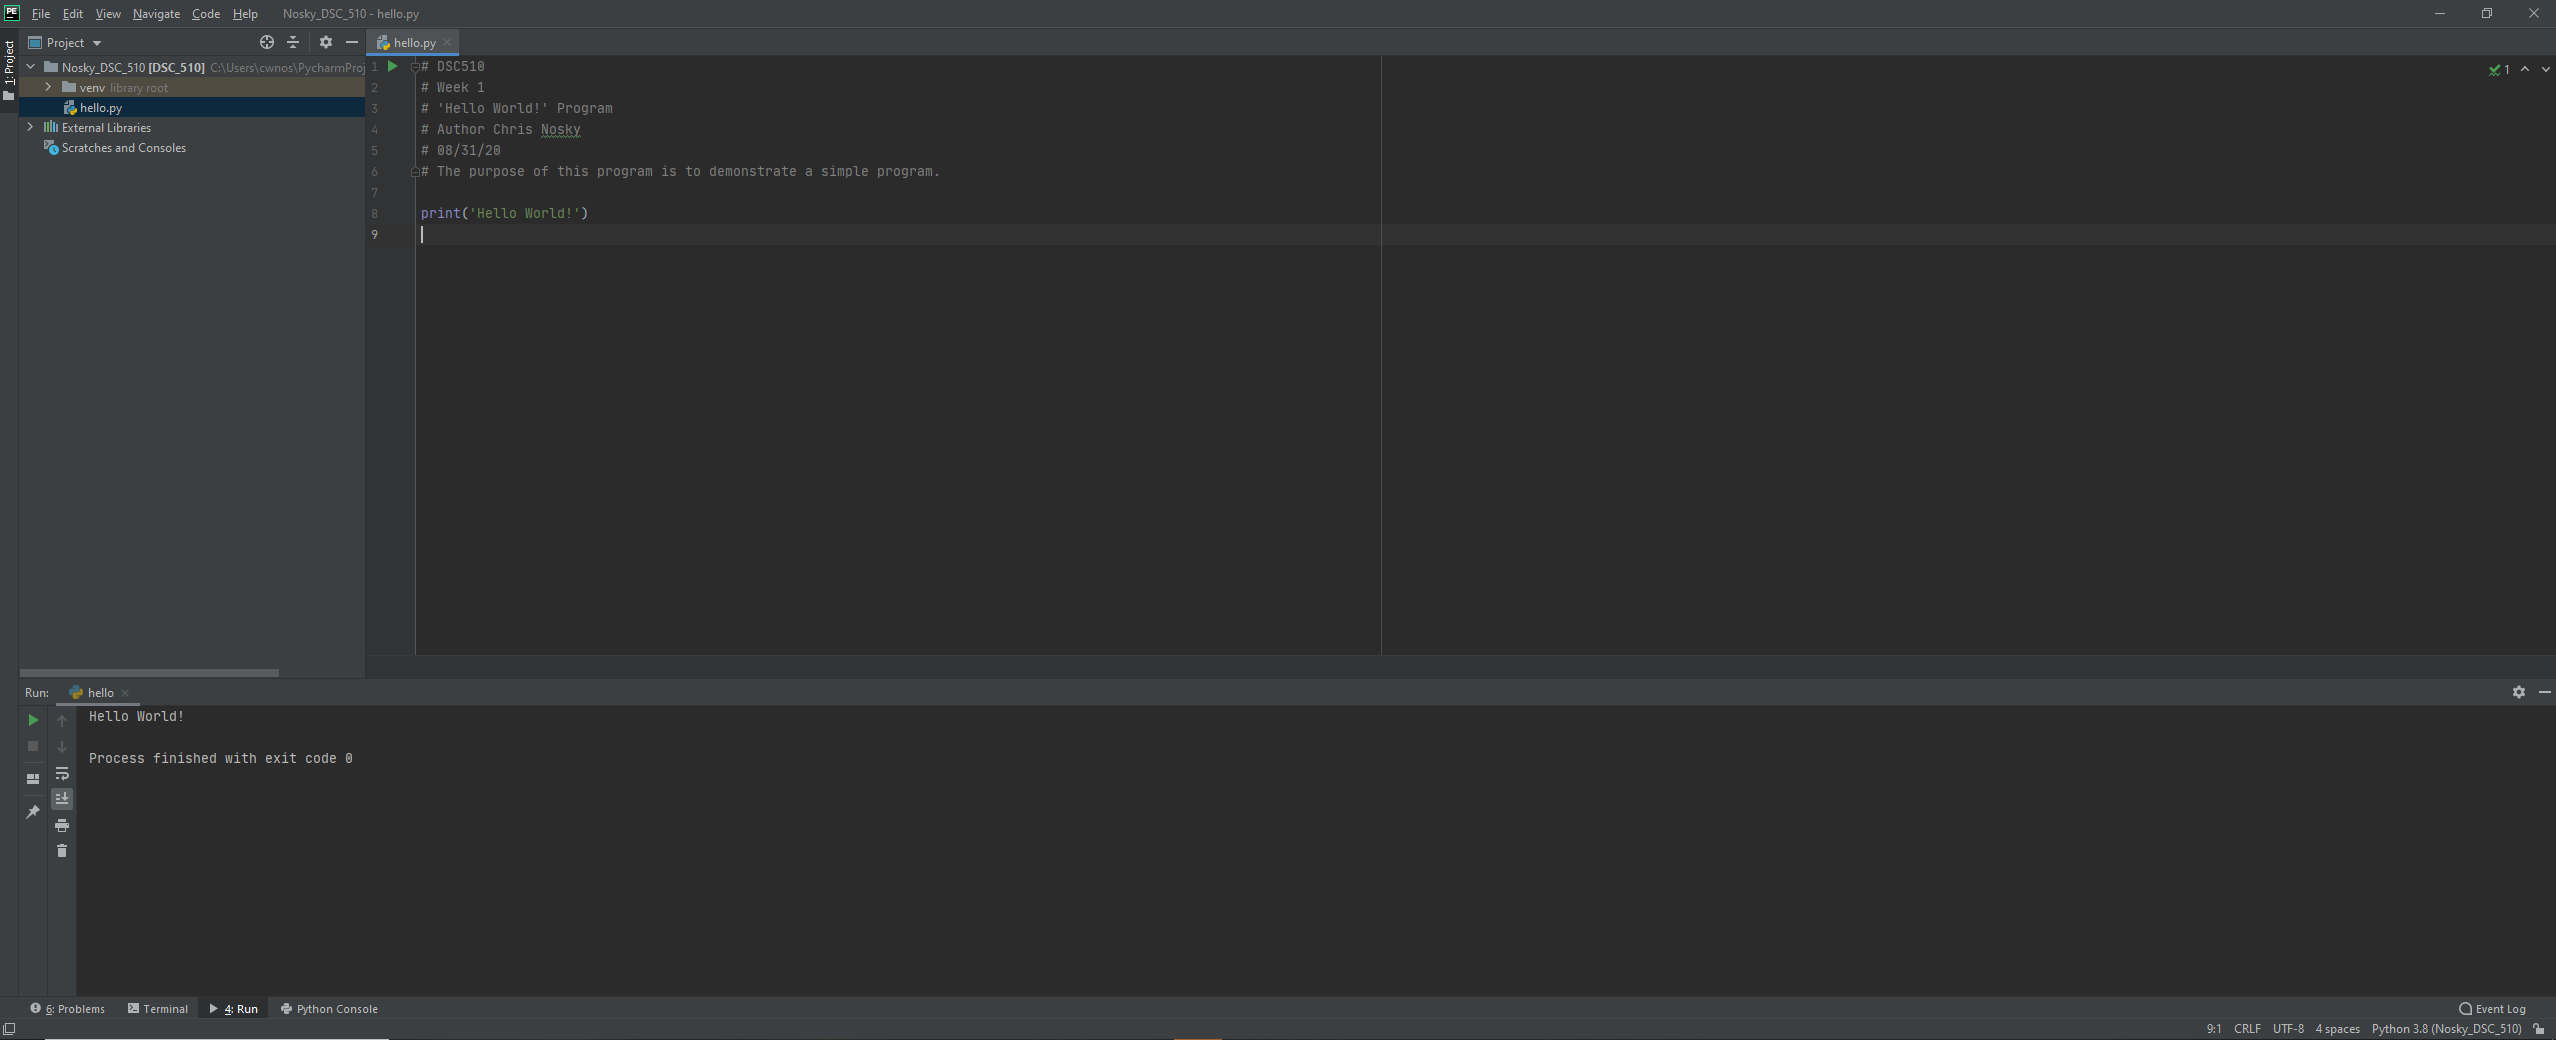 PE File Edit View Navigate Code Help Nosky_DSC_510 - hello.py
1: Project
Project
Nosky_DSC_510 [DSC_510] C:\Users\cwnos\PycharmProj
venv library root
hello.py
External Libraries
Scratches and Consoles
hello.py
1 # DSC510
2 # Week 1
3 # 'Hello World!' Program
4 # Author Chris Nosky
5 # 08/31/20
6 # The purpose of this program is to demonstrate a simple program.
7
8 print('Hello World!')
9
1
Run: hello
Hello World!
Process finished with exit code 0
6: Problems Terminal 4: Run Python Console Event Log
9:1 CRLF UTF-8 4 spaces Python 3.8 (Nosky_DSC_510)